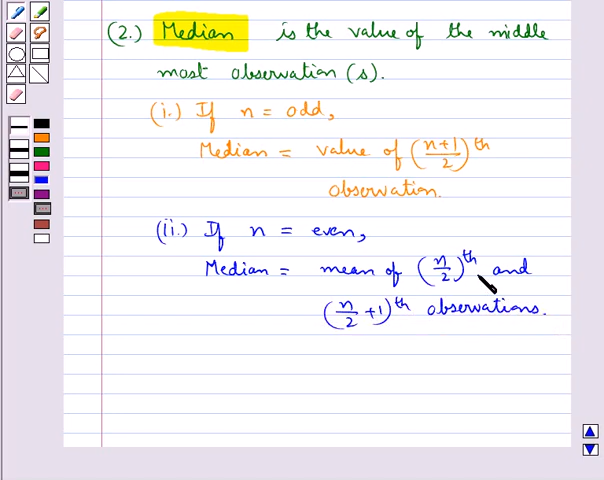 (2.) Median is the value of the middle
most observation(s).
(i.) If n = odd,
Median = value of (n+1/2)th
observation.
(ii.) If n = even,
Median = mean of (n/2)th and
(n/2 + 1)th observations.